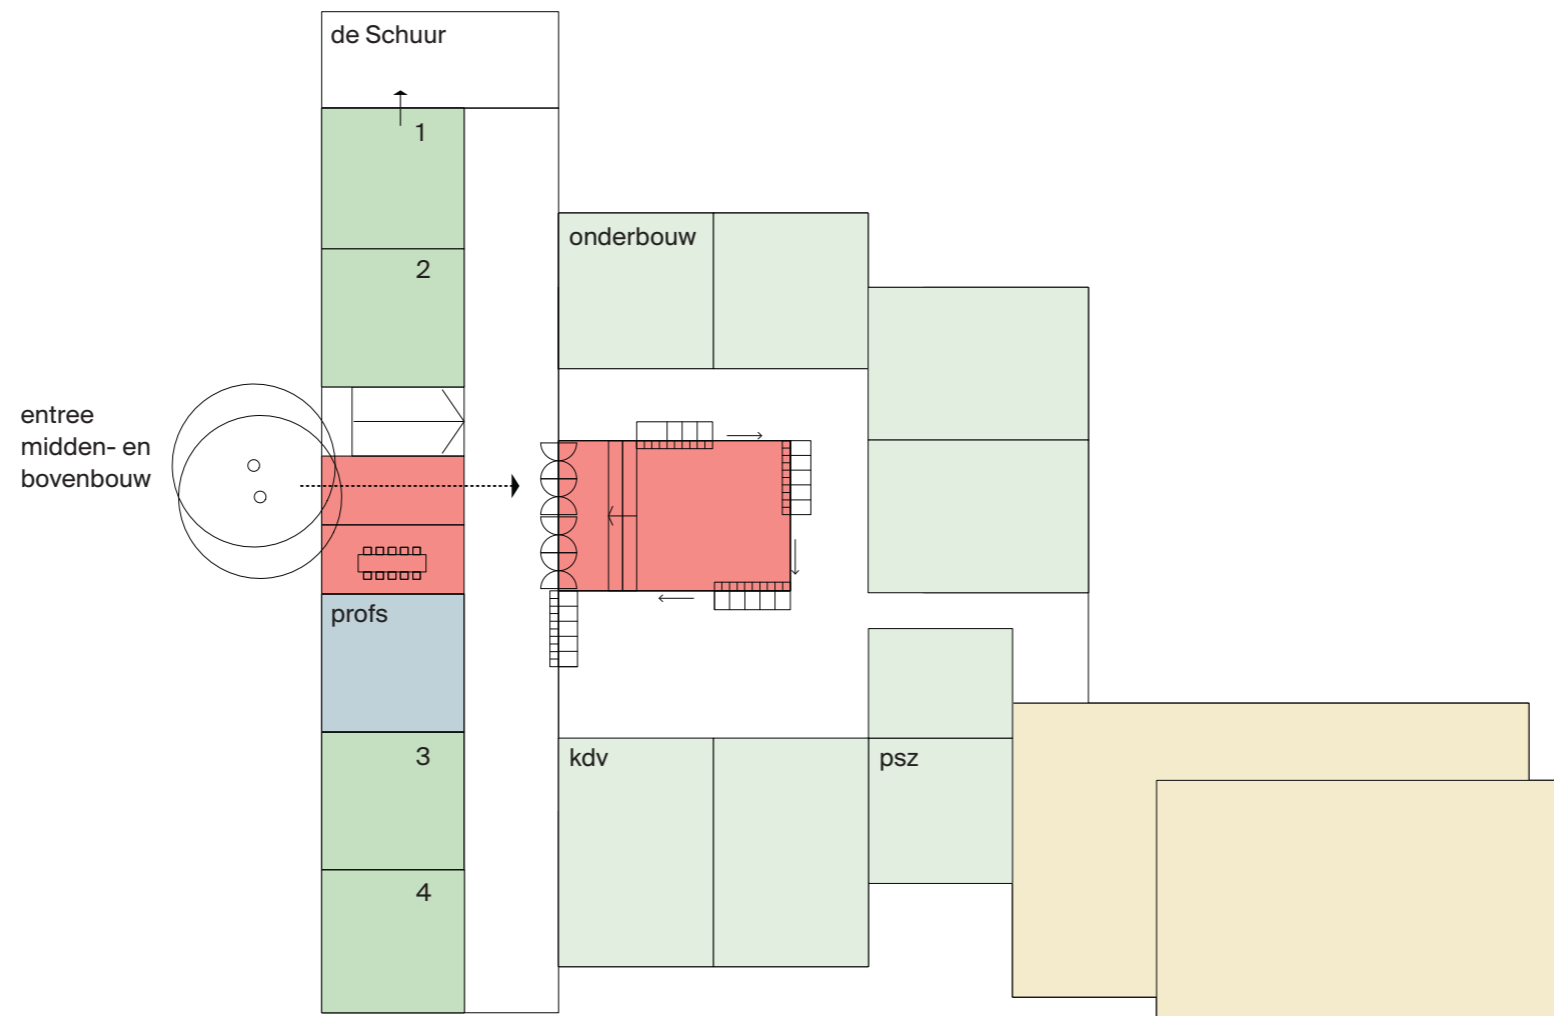 de Schuur
1
onderbouw
2
entree
midden- en
bovenbouw
profs
3
kdv
psz
4